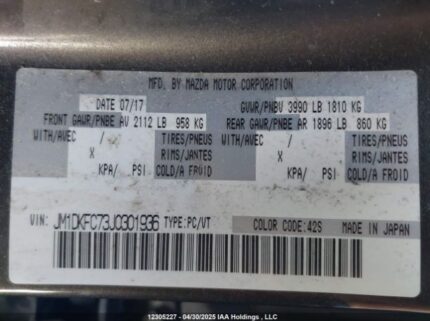 MFD. BY MAZDA MOTOR CORPORATION
DATE 07/17 GVWR/PNBV 3990 LB 1810 KG
FRONT GAWR/PNBE AV 2112 LB 958 KG REAR GAWR/PNBE AR 1896 LB 860 KG
WITH/AVEC / TIRES/PNEUS WITH/AVEC / TIRES/PNEUS
X RIMS/JANTES X RIMS/JANTES
KPA/ PSI COLD/A FROID KPA/ PSI COLD/A FROID
VIN: JM1DKFC73J0301936 TYPE:PC/VT COLOR CODE:42S MADE IN JAPAN
12305227 - 04/30/2025 IAA Holdings, LLC